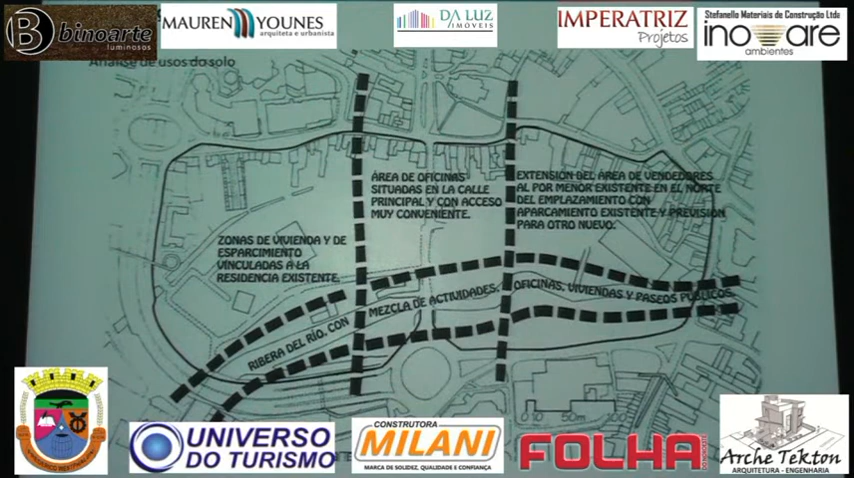 binoarte
luminosos
MAUREN YOUNES
arquiteta e urbanista
DA LUZ
IMÓVEIS
IMPERATRIZ
Projetos
Stefanello Materiais de Construção Ltda
inovare
ambientes
Análise de usos do solo
ÁREA DE OFICINAS
SITUADAS EN LA CALLE
PRINCIPAL Y CON ACCESO
MUY CONVENIENTE.
EXTENSION DEL ÁREA DE VENDEDORES
AL POR MENOR EXISTENTE EN EL NORTE
DEL EMPLAZAMIENTO CON
APARCAMIENTO EXISTENTE Y PREVISIÓN
PARA OTRO NUEVO.
ZONAS DE VIVIENDA Y DE
ESPARCIMIENTO
VINCULADAS A LA
RESIDENCIA EXISTENTE.
RIBERA DEL RÍO, CON MEZCLA DE ACTIVIDADES, OFICINAS, VIVIENDAS Y PASEOS PÚBLICOS.
UNIVERSO
DO TURISMO
CONSTRUTORA
MILANI
MARCA DE SOLIDEZ, QUALIDADE E CONFIANÇA
FOLHA
DO NOROESTE
Arche Tekton
ARQUITETURA - ENGENHARIA